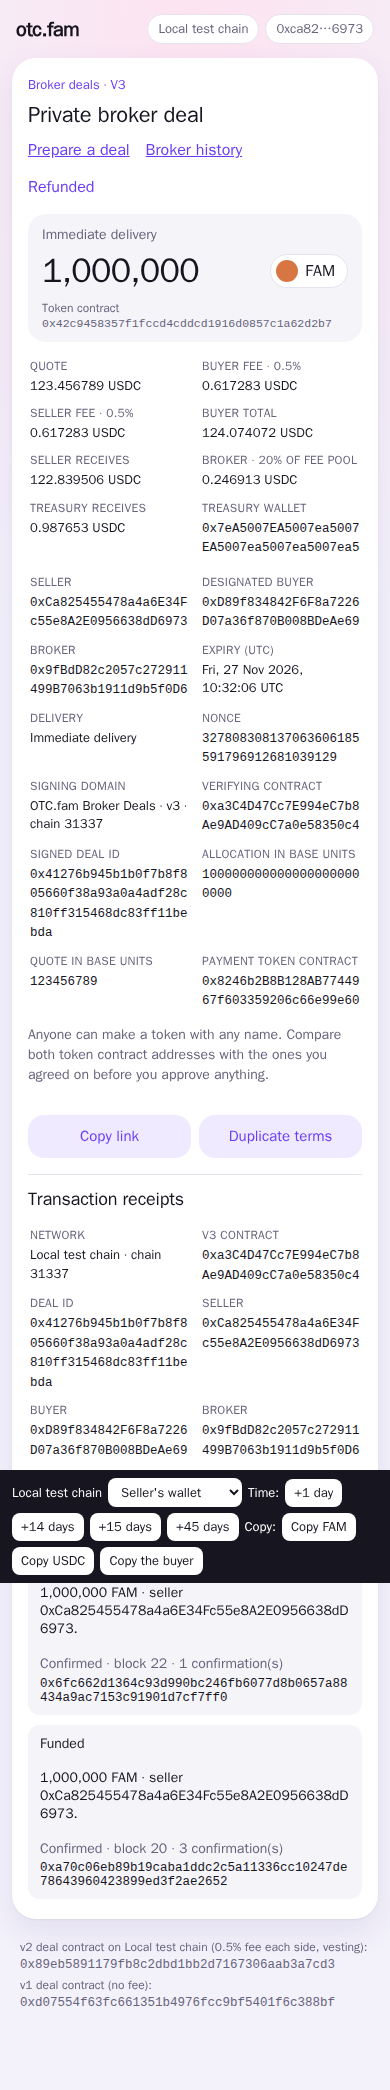 otc.fam
Local test chain
0xca82···6973
Broker deals · V3
Private broker deal
Prepare a deal
Broker history
Refunded
Immediate delivery
1,000,000
FAM
Token contract
0x42c9458357f1fccd4cddcd1916d0857c1a62d2b7
QUOTE
123.456789 USDC
BUYER FEE · 0.5%
0.617283 USDC
SELLER FEE · 0.5%
0.617283 USDC
BUYER TOTAL
124.074072 USDC
SELLER RECEIVES
122.839506 USDC
BROKER · 20% OF FEE POOL
0.246913 USDC
TREASURY RECEIVES
0.987653 USDC
TREASURY WALLET
0x7eA5007EA5007ea5007
EA5007ea5007ea5007ea5
SELLER
0xCa825455478a4a6E34F
c55e8A2E0956638dD6973
DESIGNATED BUYER
0xD89f834842F6F8a7226
D07a36f870B008BDeAe69
BROKER
0x9fBdD82c2057c272911
499B7063b1911d9b5f0D6
EXPIRY (UTC)
Fri, 27 Nov 2026,
10:32:06 UTC
DELIVERY
Immediate delivery
NONCE
327808308137063606185
591796912681039129
SIGNING DOMAIN
OTC.fam Broker Deals · v3 ·
chain 31337
VERIFYING CONTRACT
0xa3C4D47Cc7E994eC7b8
Ae9AD409cC7a0e58350c4
SIGNED DEAL ID
0x41276b945b1b0f7b8f8
05660f38a93a0a4adf28c
810ff315468dc83ff11be
bda
ALLOCATION IN BASE UNITS
100000000000000000000
0000
QUOTE IN BASE UNITS
123456789
PAYMENT TOKEN CONTRACT
0x8246b2B8B128AB77449
67f603359206c66e99e60
Anyone can make a token with any name. Compare
both token contract addresses with the ones you
agreed on before you approve anything.
Copy link
Duplicate terms
Transaction receipts
NETWORK
Local test chain · chain
31337
V3 CONTRACT
0xa3C4D47Cc7E994eC7b8
Ae9AD409cC7a0e58350c4
DEAL ID
0x41276b945b1b0f7b8f8
05660f38a93a0a4adf28c
810ff315468dc83ff11be
bda
SELLER
0xCa825455478a4a6E34F
c55e8A2E0956638dD6973
BUYER
0xD89f834842F6F8a7226
D07a36f870B008BDeAe69
BROKER
0x9fBdD82c2057c272911
499B7063b1911d9b5f0D6
Local test chain
Seller's wallet
Time:
+1 day
+14 days
+15 days
+45 days
Copy:
Copy FAM
Copy USDC
Copy the buyer
1,000,000 FAM · seller
0xCa825455478a4a6E34Fc55e8A2E0956638dD
6973.
Confirmed · block 22 · 1 confirmation(s)
0x6fc662d1364c93d990bc246fb6077d8b0657a88
434a9ac7153c91901d7cf7ff0
Funded
1,000,000 FAM · seller
0xCa825455478a4a6E34Fc55e8A2E0956638dD
6973.
Confirmed · block 20 · 3 confirmation(s)
0xa70c06eb89b19caba1ddc2c5a11336cc10247de
78643960423899ed3f2ae2652
v2 deal contract on Local test chain (0.5% fee each side, vesting):
0x89eb5891179fb8c2dbd1bb2d7167306aab3a7cd3
v1 deal contract (no fee):
0xd07554f63fc661351b4976fcc9bf5401f6c388bf